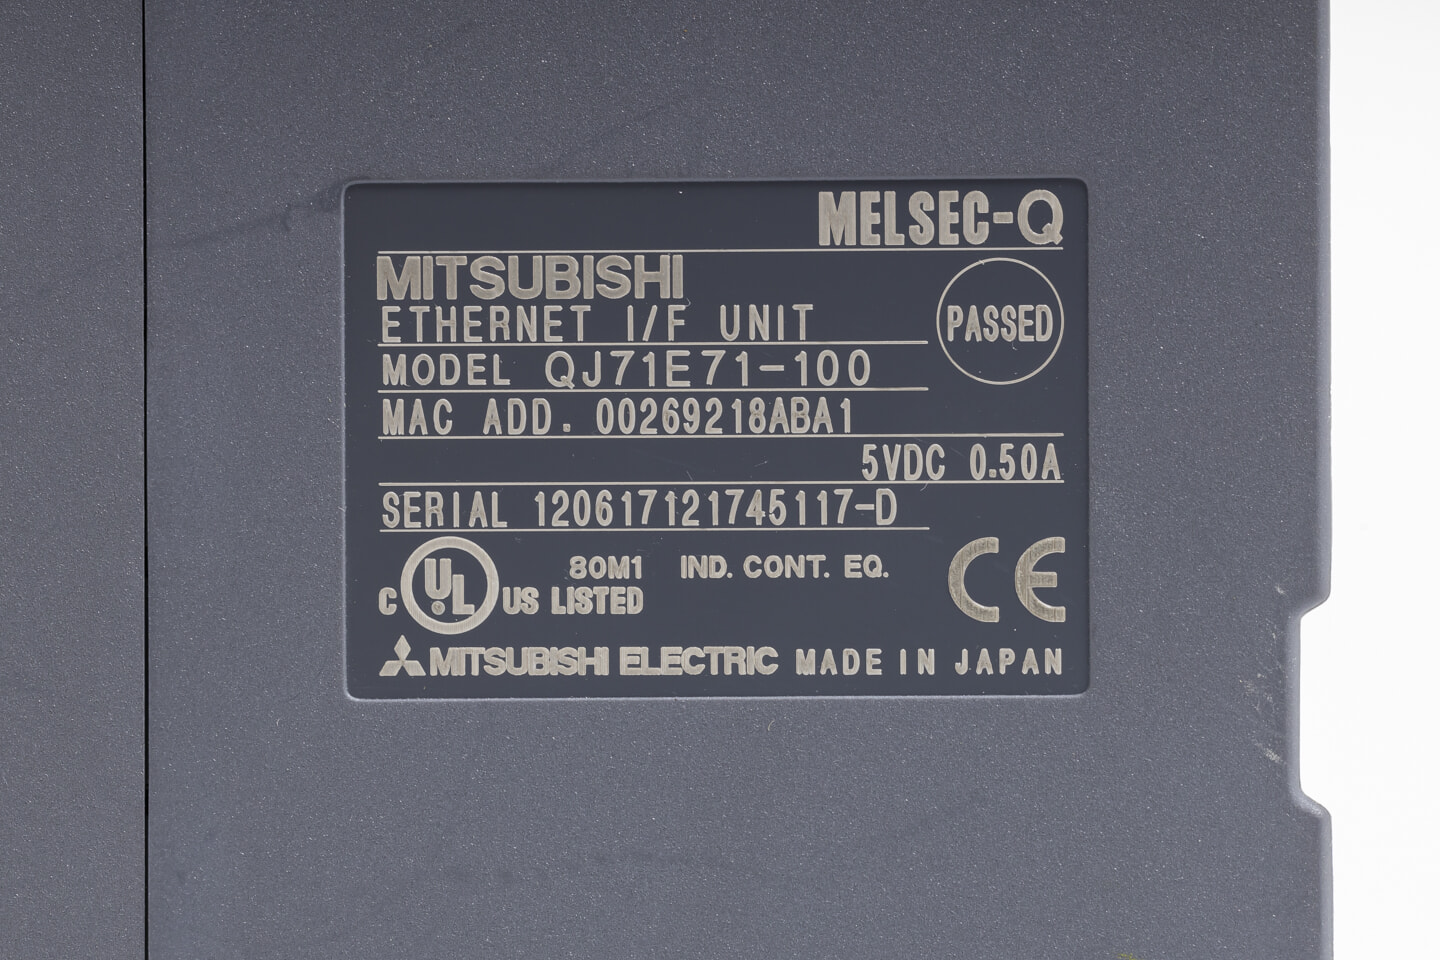 MELSEC-Q
MITSUBISHI
ETHERNET I/F UNIT
PASSED
MODEL QJ71E71-100
MAC ADD. 00269218ABA1
5VDC 0.50A
SERIAL 120617121745117-D
80M1 IND. CONT. EQ.
C UL US LISTED
CE
MITSUBISHI ELECTRIC MADE IN JAPAN